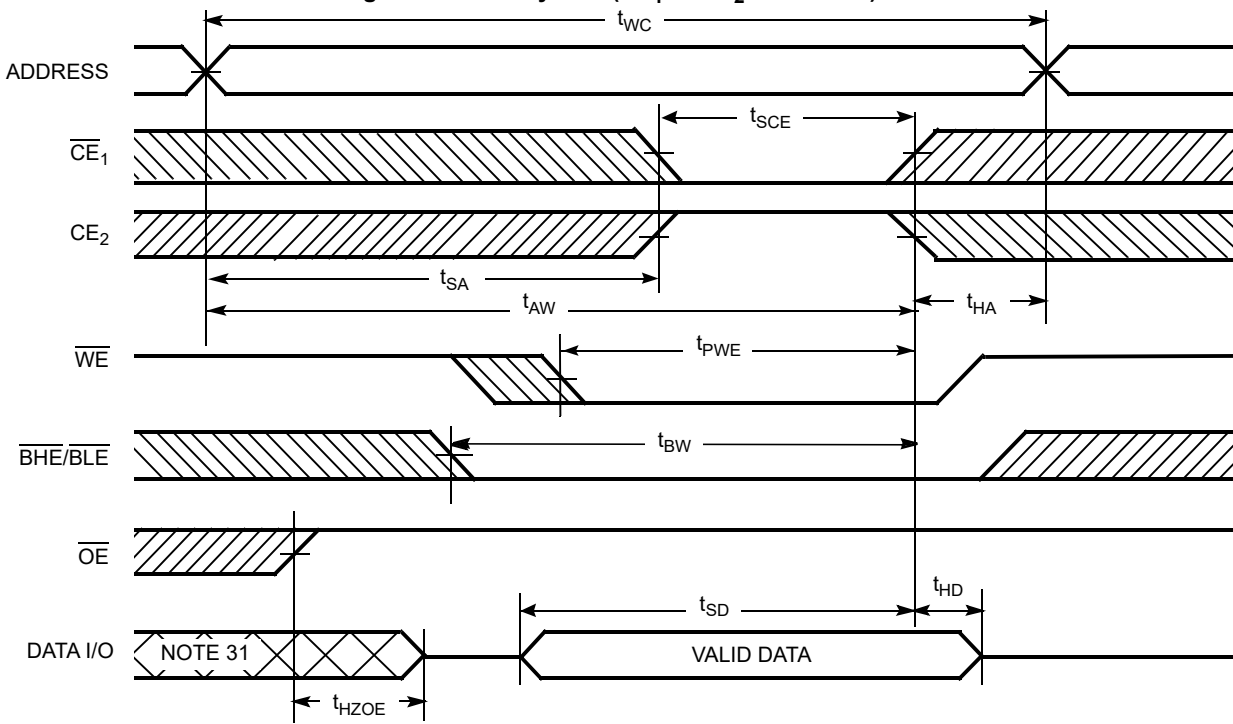 tWC
ADDRESS
tSCE
CE1
CE2
tSA
tAW
tHA
WE
tPWE
BHE/BLE
tBW
OE
tHD
tSD
DATA I/O
NOTE 31
VALID DATA
tHZOE